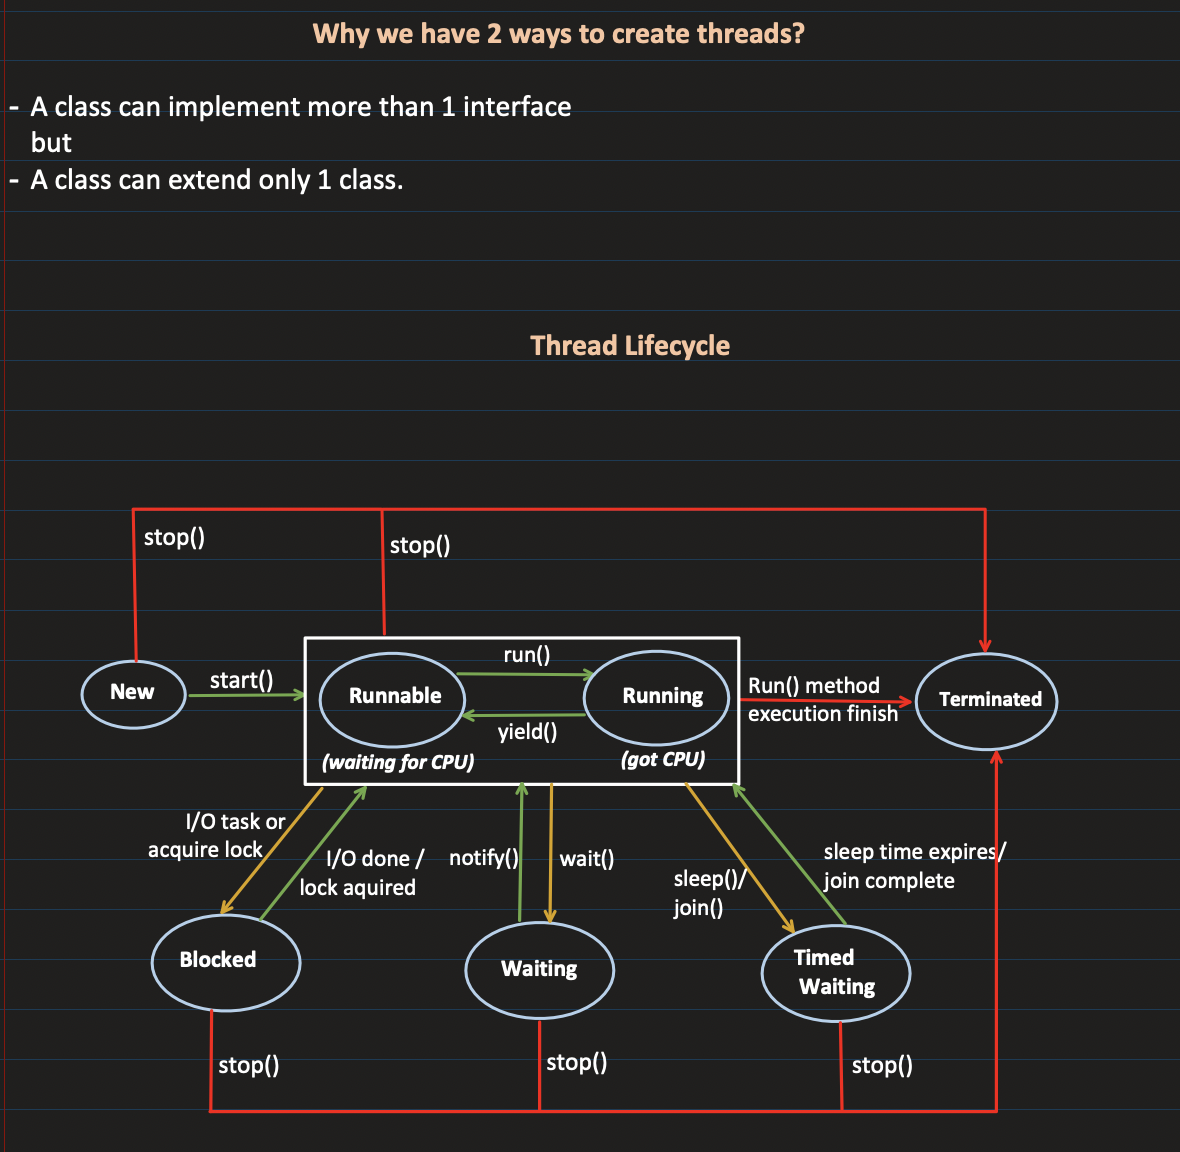 Why we have 2 ways to create threads?
- A class can implement more than 1 interface
but
- A class can extend only 1 class.
Thread Lifecycle
stop()
stop()
New
start()
Runnable
(waiting for CPU)
run()
yield()
Running
(got CPU)
Run() method
execution finish
Terminated
I/O task or
acquire lock
I/O done /
lock aquired
notify()
wait()
sleep()/
join()
sleep time expires/
join complete
Blocked
Waiting
Timed
Waiting
stop()
stop()
stop()